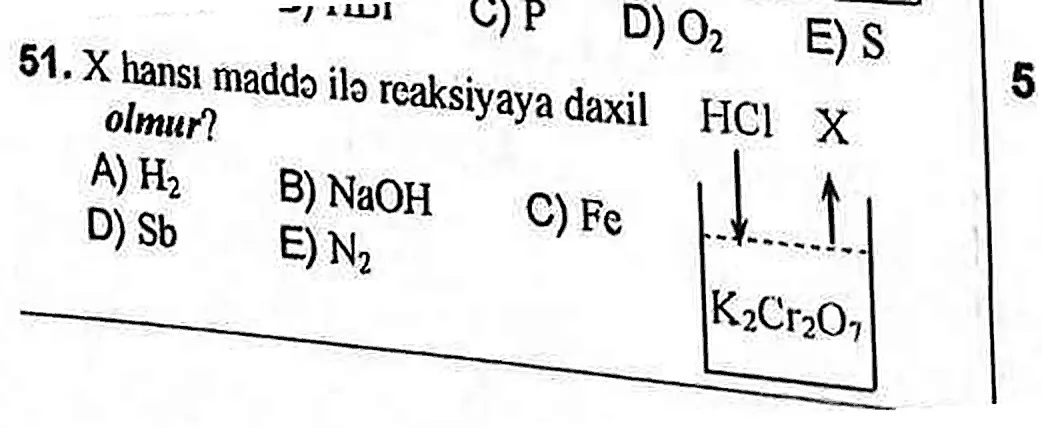 C) P D) O₂ E) S
51. X hansı maddə ilə reaksiyaya daxil
olmur?
A) H₂ B) NaOH C) Fe
D) Sb E) N₂
HCl X
K₂Cr₂O₇
5